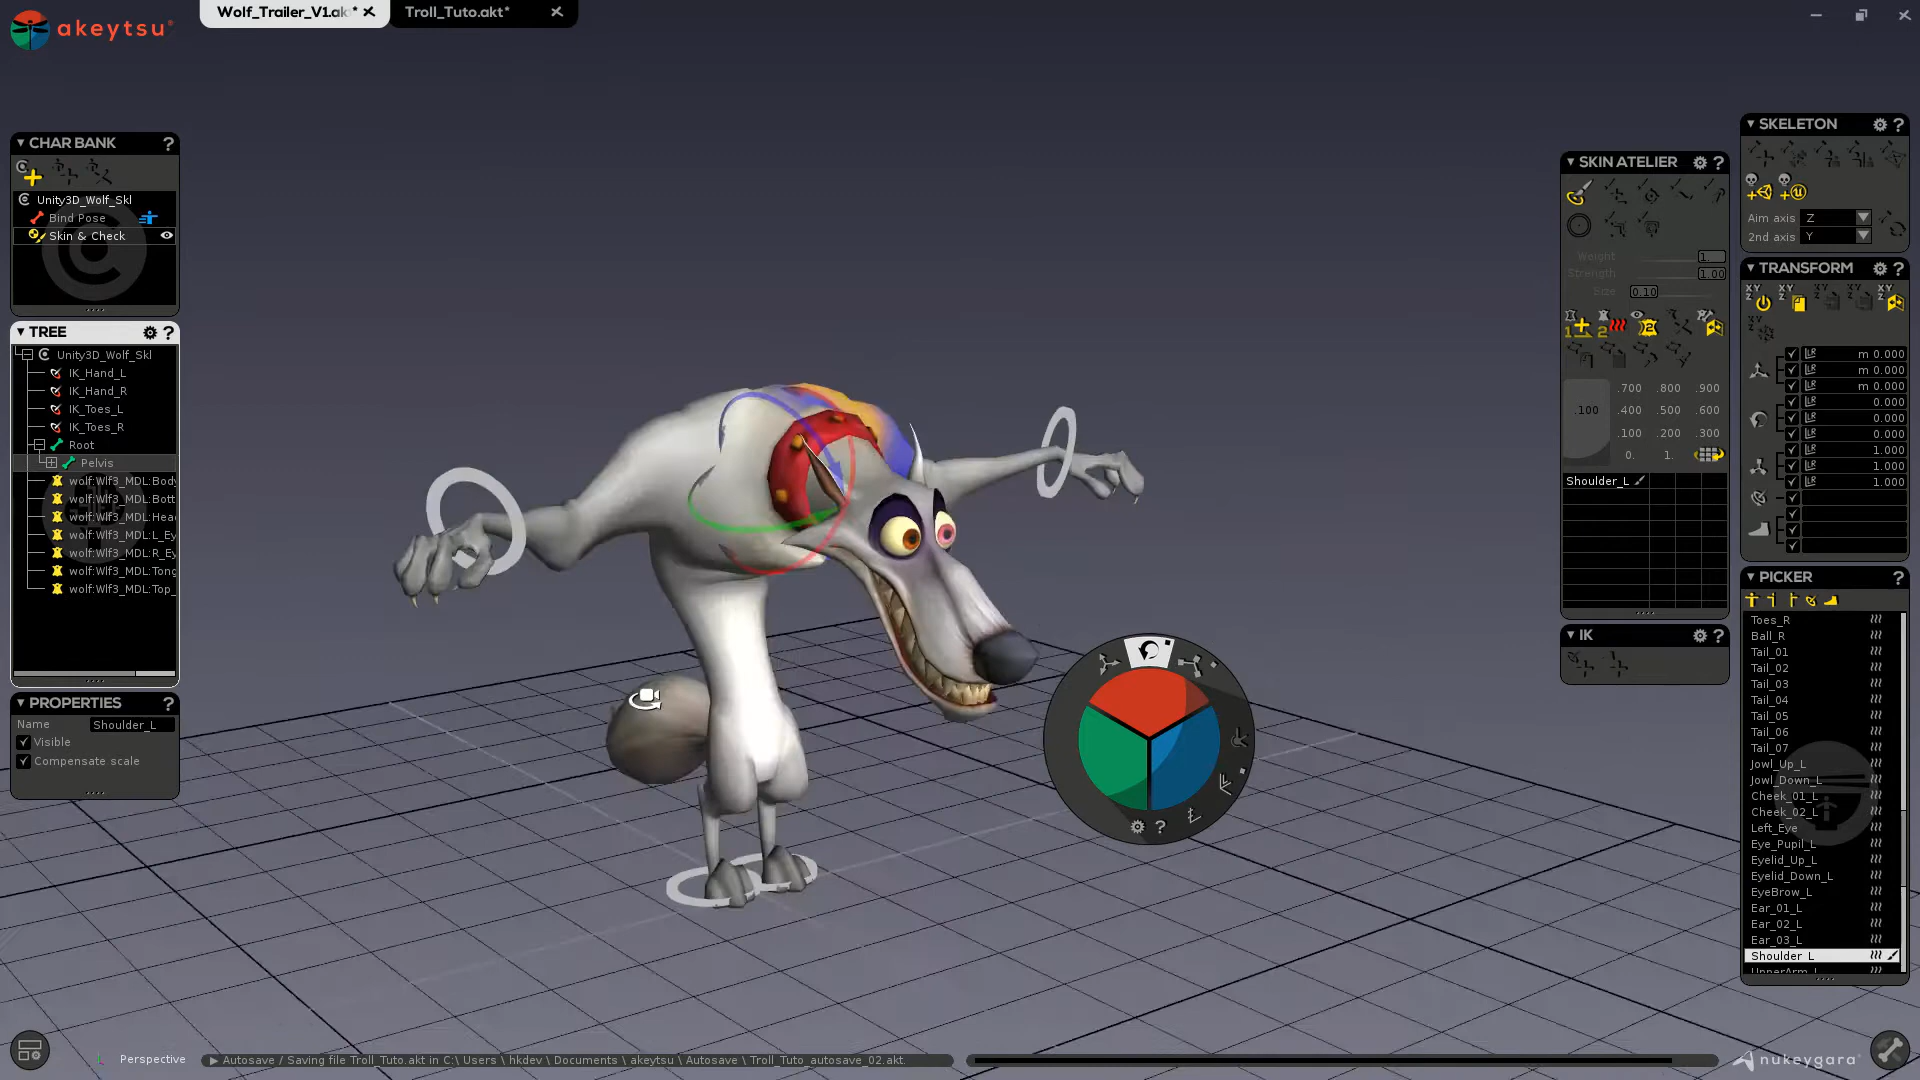 akeytsu
Wolf_Trailer_V1.ak*
Troll_Tuto.akt*
CHAR BANK ?
Unity3D_Wolf_Skl
Bind Pose
Skin & Check
TREE ?
Unity3D_Wolf_Skl
IK_Hand_L
IK_Hand_R
IK_Toes_L
IK_Toes_R
Root
Pelvis
wolf:Wlf3_MDL:Body
wolf:Wlf3_MDL:Bott
wolf:Wlf3_MDL:Hea
wolf:Wlf3_MDL:L_Ey
wolf:Wlf3_MDL:R_Ey
wolf:Wlf3_MDL:Tong
wolf:Wlf3_MDL:Top_
PROPERTIES ?
Name Shoulder_L
Visible
Compensate scale
?
SKIN ATELIER ?
Weight 1.
Strength 1.00
Size 0.10
.700 .800 .900
.100 .400 .500 .600
.100 .200 .300
0. 1.
Shoulder_L
IK ?
SKELETON ?
Aim axis Z
2nd axis Y
TRANSFORM ?
m 0.000
m 0.000
m 0.000
0.000
0.000
0.000
1.000
1.000
1.000
PICKER ?
Toes_R
Ball_R
Tail_01
Tail_02
Tail_03
Tail_04
Tail_05
Tail_06
Tail_07
Jowl_Up_L
Jowl_Down_L
Cheek_01_L
Cheek_02_L
Left_Eye
Eye_Pupil_L
Eyelid_Up_L
Eyelid_Down_L
EyeBrow_L
Ear_01_L
Ear_02_L
Ear_03_L
Shoulder_L
UpperArm_L
Perspective
Autosave / Saving file Troll_Tuto.akt in C:\ Users \ hkdev \ Documents \ akeytsu \ Autosave \ Troll_Tuto_autosave_02.akt.
nukeygara